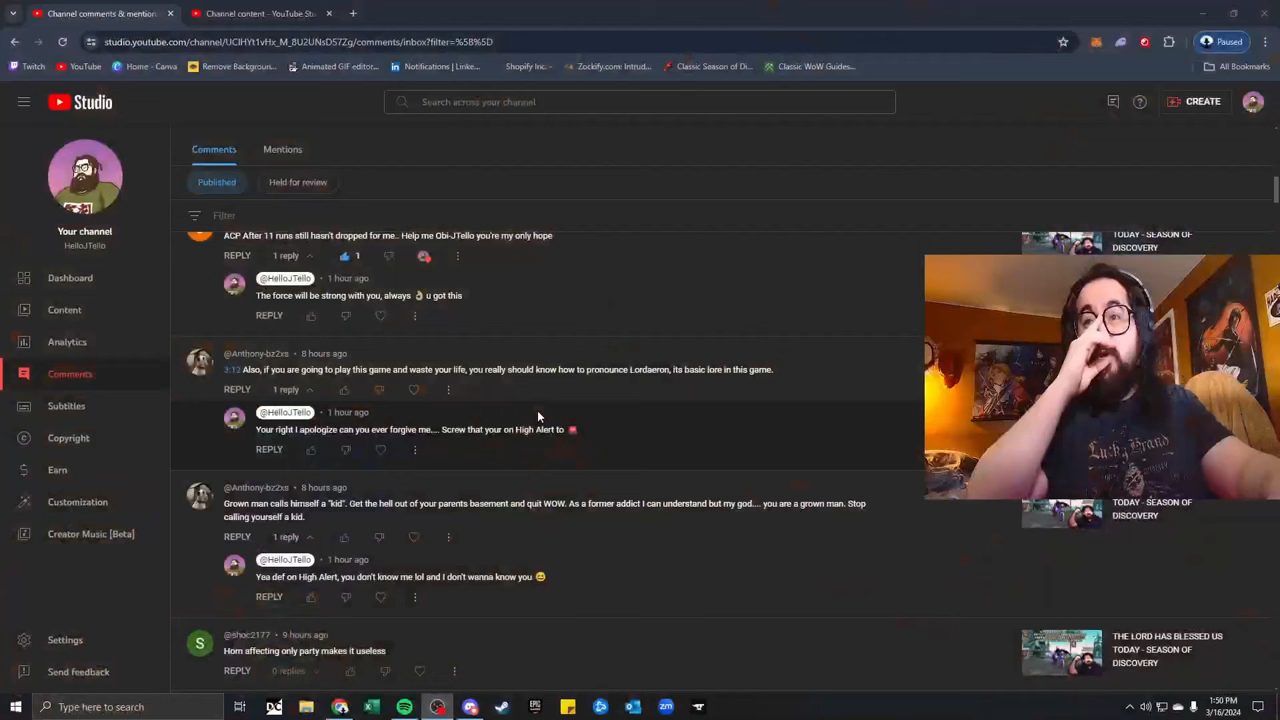 Channel comments & mention
Channel content - YouTube St
studio.youtube.com/channel/UCIHYt1vHx_M_8U2UNsD57Zg/comments/inbox?filter=%5B%5D
Paused
Twitch
YouTube
Home - Canva
Remove Backgroun...
Animated GIF editor...
Notifications | Linke...
Shopify Inc. -
Zockify.com: Intrud...
Classic Season of Di...
Classic WoW Guides...
All Bookmarks
Studio
Search across your channel
CREATE
Your channel
HelloJTello
Dashboard
Content
Analytics
Comments
Subtitles
Copyright
Earn
Customization
Creator Music [Beta]
Settings
Send feedback
Comments
Mentions
Published
Held for review
Filter
ACP After 11 runs still hasn't dropped for me.. Help me Obi-JTello you're my only hope
TODAY - SEASON OF
DISCOVERY
REPLY
1 reply
1
@HelloJTello • 1 hour ago
The force will be strong with you, always 👌 u got this
REPLY
@Anthony-bz2xs • 8 hours ago
3:12 Also, if you are going to play this game and waste your life, you really should know how to pronounce Lordaeron, its basic lore in this game.
REPLY
1 reply
@HelloJTello • 1 hour ago
Your right I apologize can you ever forgive me.... Screw that your on High Alert to 🚨
REPLY
@Anthony-bz2xs • 8 hours ago
Grown man calls himself a "kid". Get the hell out of your parents basement and quit WOW. As a former addict I can understand but my god.... you are a grown man. Stop
calling yourself a kid.
TODAY - SEASON OF
DISCOVERY
REPLY
1 reply
@HelloJTello • 1 hour ago
Yea def on High Alert, you don't know me lol and I don't wanna know you 😄
REPLY
S
@shoc2177 • 9 hours ago
Horn affecting only party makes it useless
REPLY
0 replies
THE LORD HAS BLESSED US
TODAY - SEASON OF
DISCOVERY
Lucky Brand
Type here to search
1:50 PM
3/16/2024